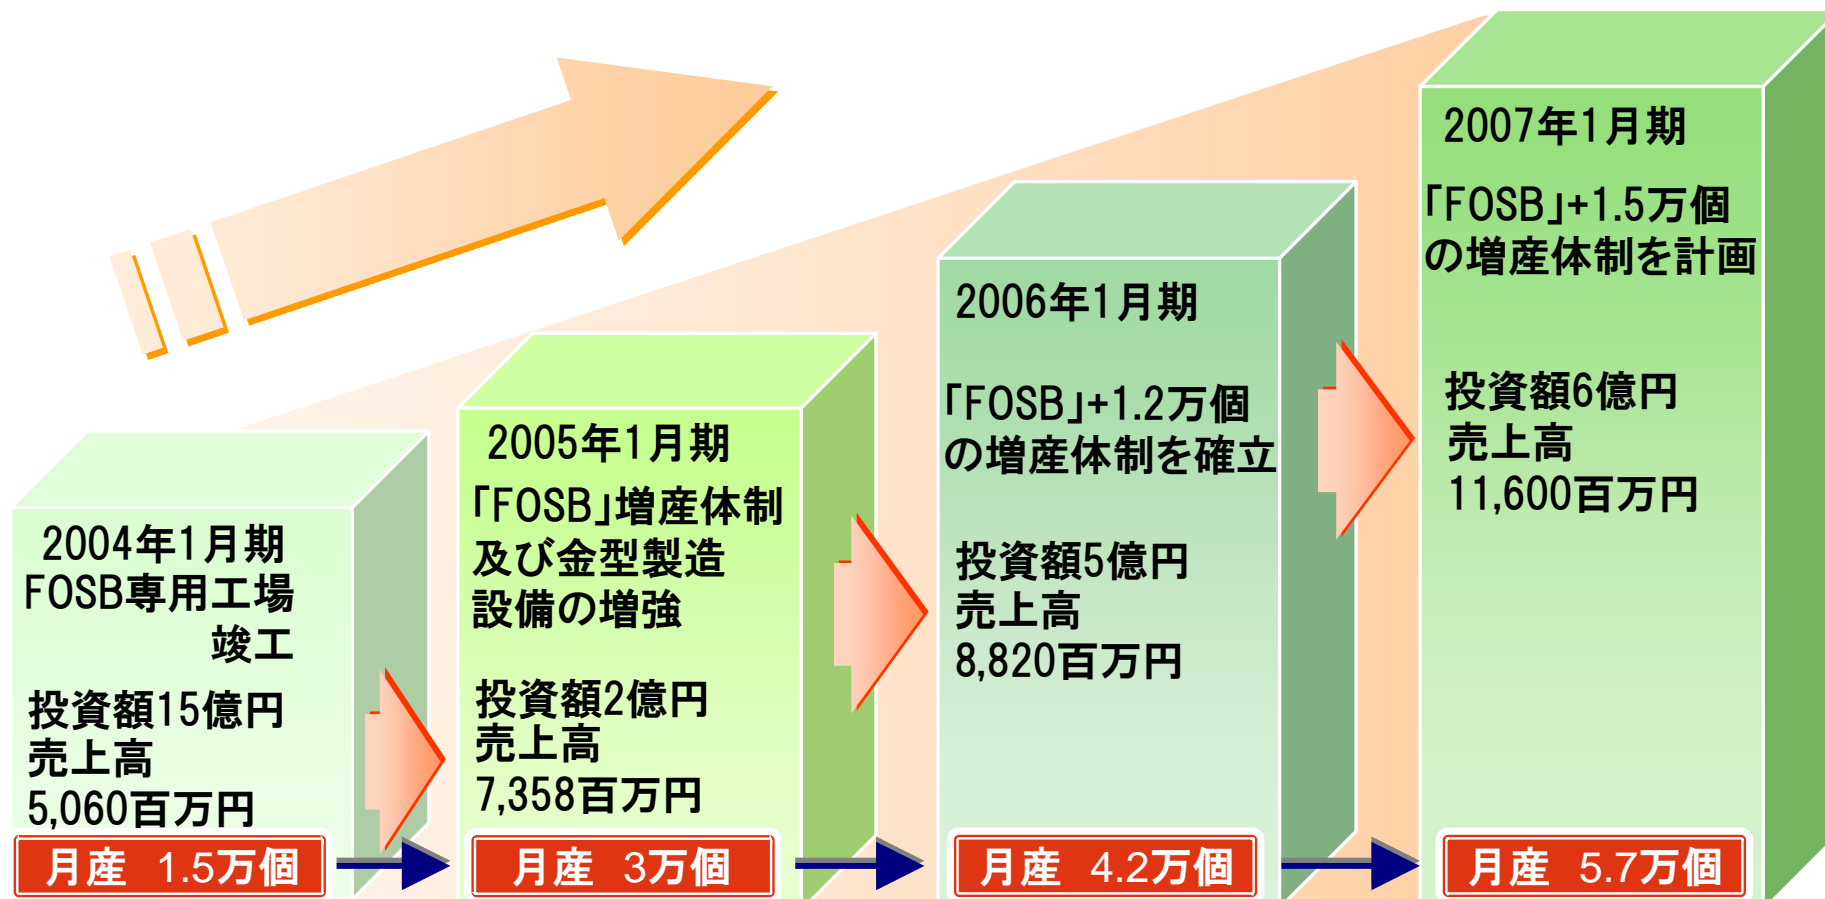 2004年1月期
FOSB専用工場
竣工
投資額15億円
売上高
5,060百万円
月産 1.5万個
2005年1月期
「FOSB」増産体制
及び金型製造
設備の増強
投資額2億円
売上高
7,358百万円
月産 3万個
2006年1月期
「FOSB」+1.2万個
の増産体制を確立
投資額5億円
売上高
8,820百万円
月産 4.2万個
2007年1月期
「FOSB」+1.5万個
の増産体制を計画
投資額6億円
売上高
11,600百万円
月産 5.7万個